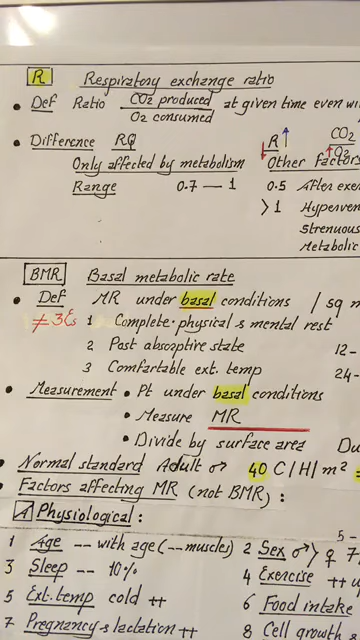 R Respiratory exchange ratio
• Def Ratio CO2 produced / O2 consumed at given time even
• Difference RQ ↓ R ↑ CO2 / ↑ O2
Only affected by metabolism Other factors
Range 0.7 — 1 0.5 After
>1
Strenuous
Metabolic
BMR Basal metabolic rate
• Def MR under basal conditions / sq m
1 Complete physical & mental rest
2 Post absorptive state 12-
3 Comfortable ext. temp 24-
• Measurement • Pt under basal conditions
• Measure MR
• Divide by surface area
• Normal standard Adult ♂ 40 C/H/m² =
• Factors affecting MR (not BMR) :
A Physiological :
5-
1 Age -- with age (-- muscles) 2 Sex ♂ > ♀ 7
3 Sleep -- 10% 4 Exercise ++
5 Ext. temp cold ++ 6 Food intake
7 Pregnancy & lactation ++ 8 Cell growth